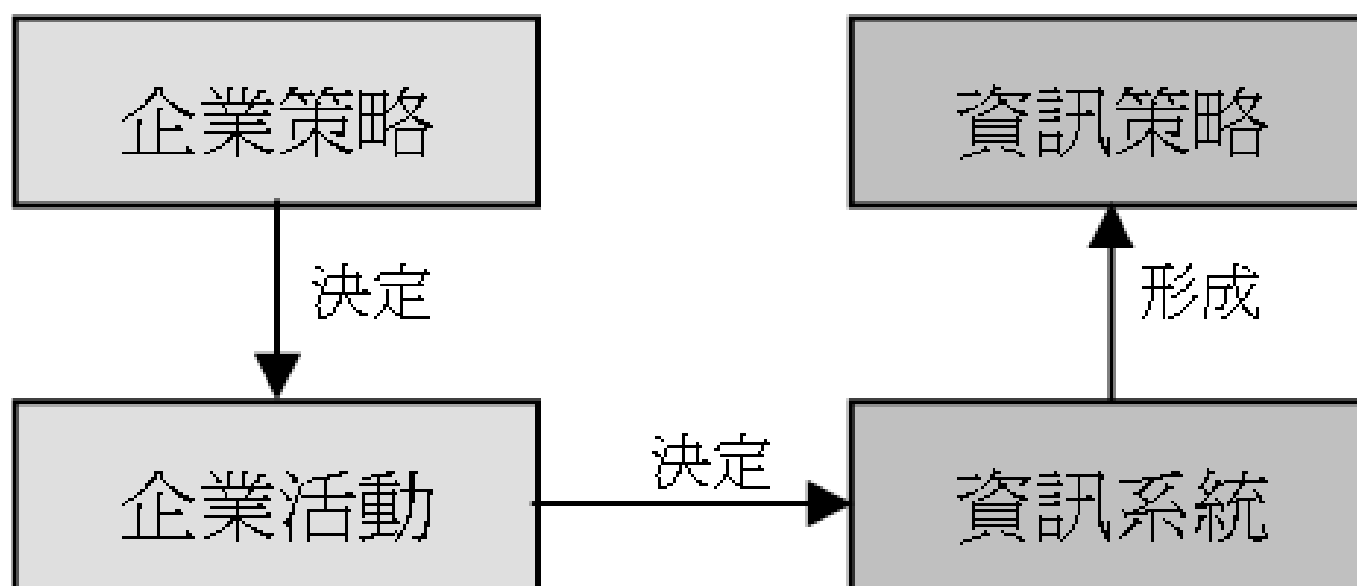 企業策略
資訊策略
決定
形成
企業活動
決定
資訊系統